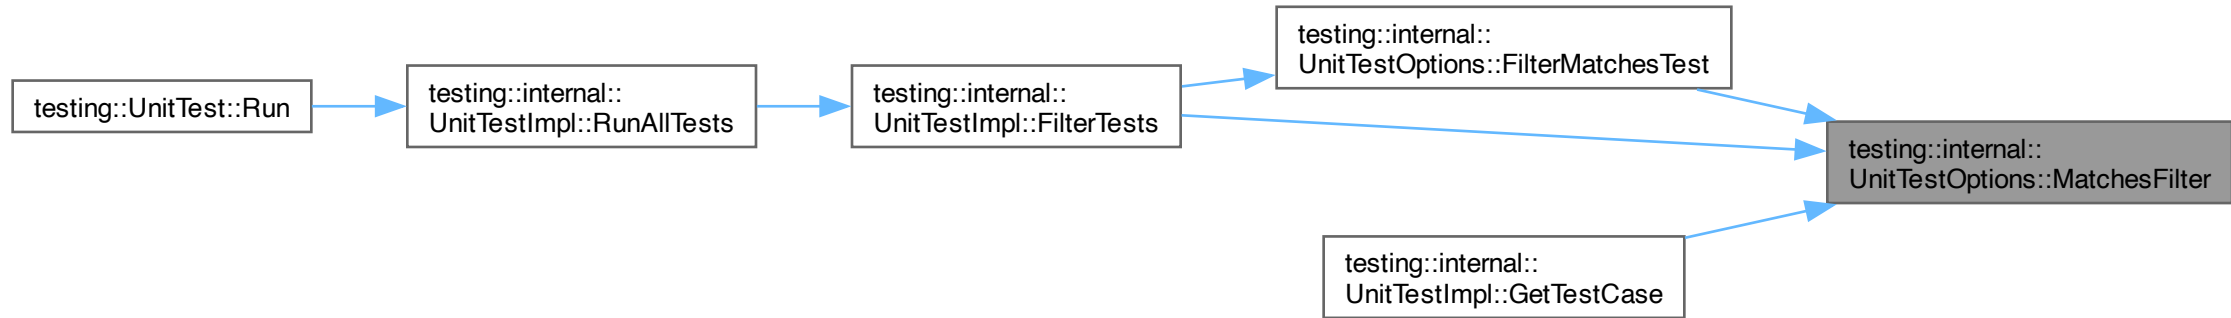 testing::UnitTest::Run
testing::internal::
UnitTestImpl::RunAllTests
testing::internal::
UnitTestImpl::FilterTests
testing::internal::
UnitTestOptions::FilterMatchesTest
testing::internal::
UnitTestImpl::GetTestCase
testing::internal::
UnitTestOptions::MatchesFilter